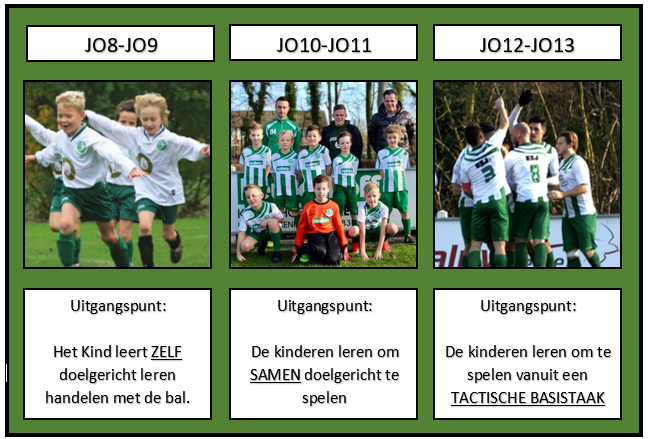 JO8-JO9
JO10-JO11
JO12-JO13
Uitgangspunt:
Het Kind leert ZELF
doelgericht leren
handelen met de bal.
Uitgangspunt:
De kinderen leren om
SAMEN doelgericht te
spelen
Uitgangspunt:
De kinderen leren om te
spelen vanuit een
TACTISCHE BASISTAAK